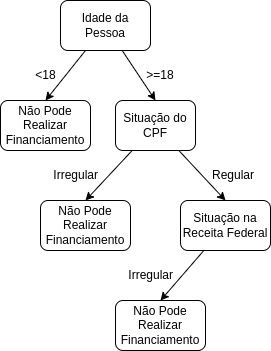 Idade da
Pessoa
<18
>=18
Não Pode
Realizar
Financiamento
Situação do
CPF
Irregular
Regular
Não Pode
Realizar
Financiamento
Situação na
Receita Federal
Irregular
Não Pode
Realizar
Financiamento